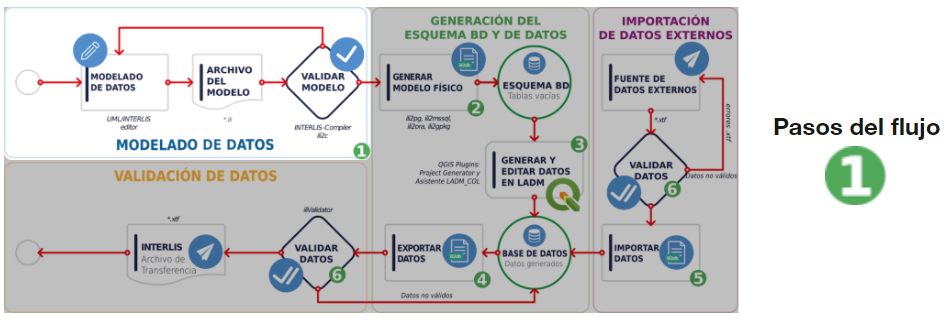 MODELADO
DE DATOS
UML/INTERLIS
editor
ARCHIVO
DEL
MODELO
*.ili
VALIDAR
MODELO
INTERLIS-Compiler
ili2c
MODELADO DE DATOS
1
GENERACIÓN DEL
ESQUEMA BD Y DE DATOS
GENERAR
MODELO FÍSICO
2
ili2pg, ili2mssql,
ili2ora, ili2gpkg
ESQUEMA BD
Tablas vacías
3
QGIS Plugins:
Project Generator y
Asistente LADM_COL
GENERAR Y
EDITAR DATOS
EN LADM
BASE DE DATOS
Datos generados
EXPORTAR
DATOS
4
IMPORTACIÓN
DE DATOS EXTERNOS
FUENTE DE
DATOS EXTERNOS
*.xtf
errores .xtf
VALIDAR
DATOS
6
Datos no válidos
IMPORTAR
DATOS
5
VALIDACIÓN DE DATOS
iliValidator
VALIDAR
DATOS
6
*.xtf
INTERLIS
Archivo de
Transferencia
Datos no válidos
Pasos del flujo
1